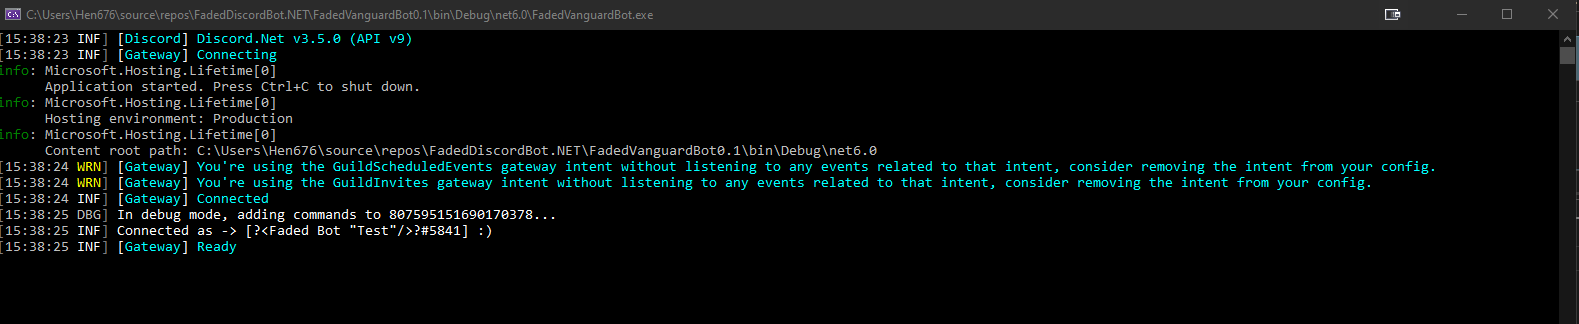 C:\Users\Hen676\source\repos\FadedDiscordBot.NET\FadedVanguardBot0.1\bin\Debug\net6.0\FadedVanguardBot.exe
[15:38:23 INF] [Discord] Discord.Net v3.5.0 (API v9)
[15:38:23 INF] [Gateway] Connecting
info: Microsoft.Hosting.Lifetime[0]
Application started. Press Ctrl+C to shut down.
info: Microsoft.Hosting.Lifetime[0]
Hosting environment: Production
info: Microsoft.Hosting.Lifetime[0]
Content root path: C:\Users\Hen676\source\repos\FadedDiscordBot.NET\FadedVanguardBot0.1\bin\Debug\net6.0
[15:38:24 WRN] [Gateway] You're using the GuildScheduledEvents gateway intent without listening to any events related to that intent, consider removing the intent from your config.
[15:38:24 WRN] [Gateway] You're using the GuildInvites gateway intent without listening to any events related to that intent, consider removing the intent from your config.
[15:38:24 INF] [Gateway] Connected
[15:38:25 DBG] In debug mode, adding commands to 807595151690170378...
[15:38:25 INF] Connected as -> [?<Faded Bot "Test"/>?#5841] :)
[15:38:25 INF] [Gateway] Ready